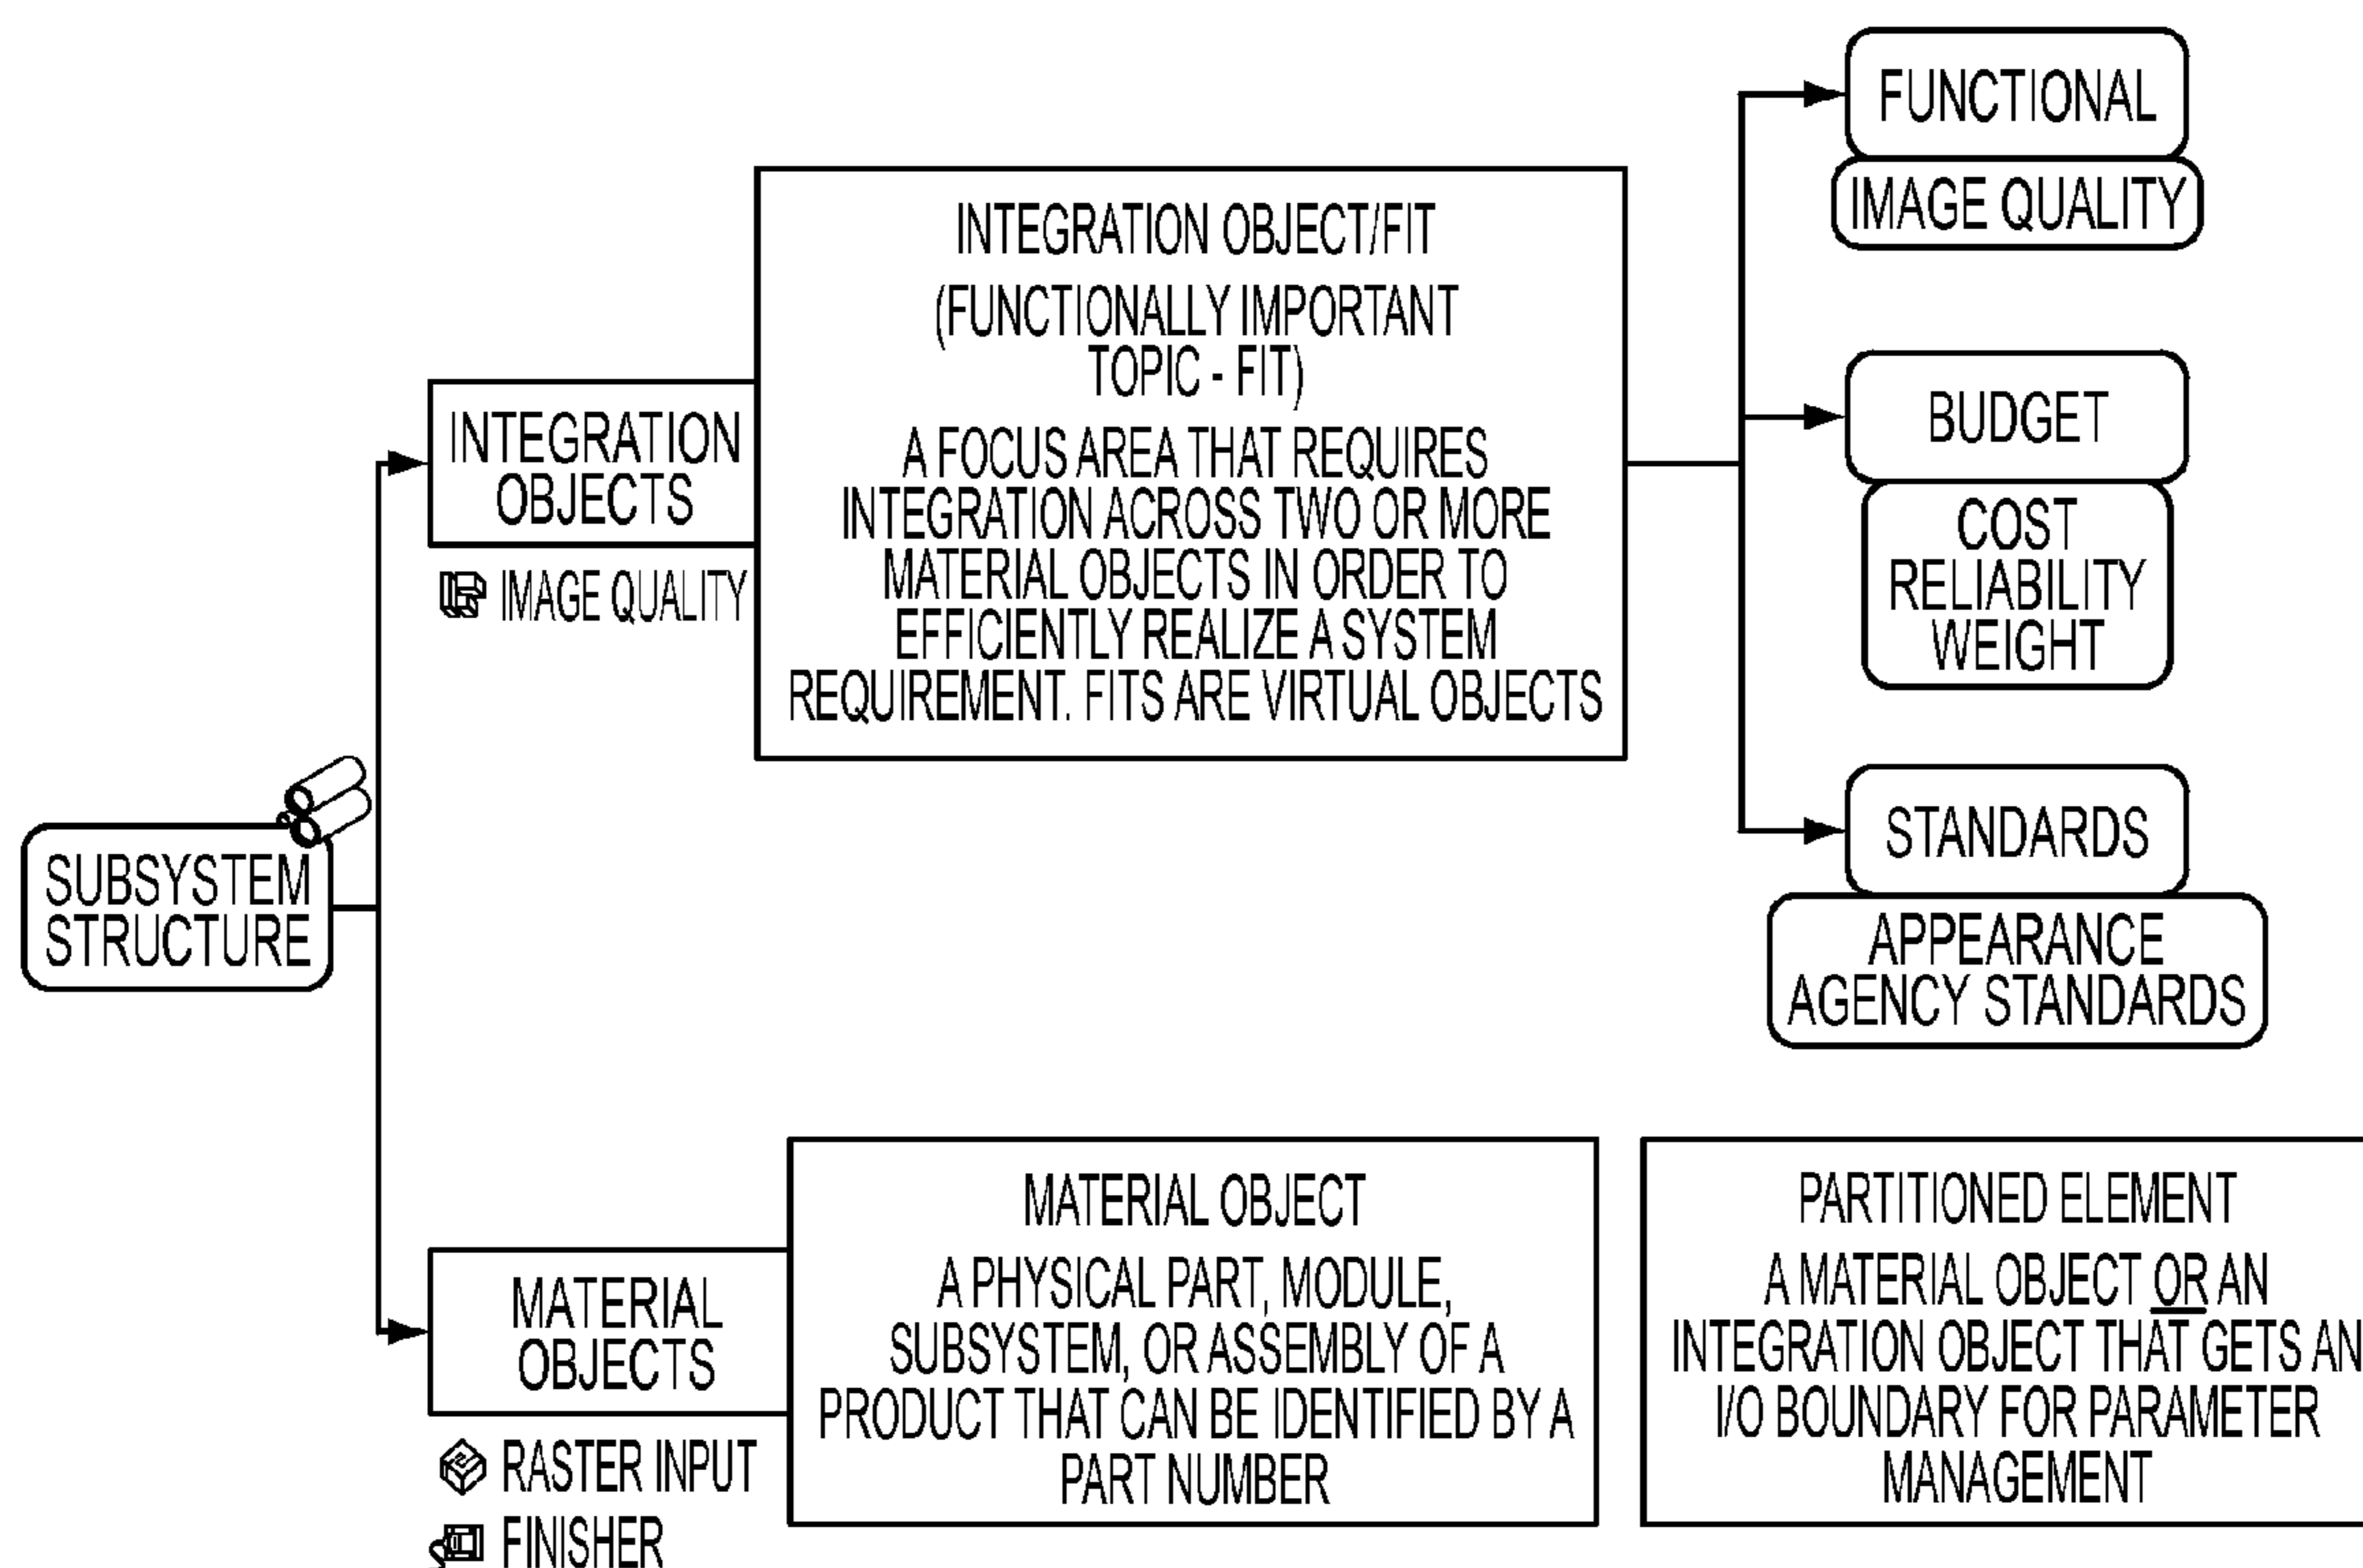 FUNCTIONAL
IMAGE QUALITY
INTEGRATION OBJECT/FIT
(FUNCTIONALLY IMPORTANT
TOPIC - FIT)
A FOCUS AREA THAT REQUIRES
INTEGRATION ACROSS TWO OR MORE
MATERIAL OBJECTS IN ORDER TO
EFFICIENTLY REALIZE A SYSTEM
REQUIREMENT. FITS ARE VIRTUAL OBJECTS
INTEGRATION
OBJECTS
IMAGE QUALITY
BUDGET
COST
RELIABILITY
WEIGHT
STANDARDS
APPEARANCE
AGENCY STANDARDS
SUBSYSTEM
STRUCTURE
MATERIAL
OBJECTS
RASTER INPUT
FINISHER
MATERIAL OBJECT
A PHYSICAL PART, MODULE,
SUBSYSTEM, OR ASSEMBLY OF A
PRODUCT THAT CAN BE IDENTIFIED BY A
PART NUMBER
PARTITIONED ELEMENT
A MATERIAL OBJECT OR AN
INTEGRATION OBJECT THAT GETS AN
I/O BOUNDARY FOR PARAMETER
MANAGEMENT